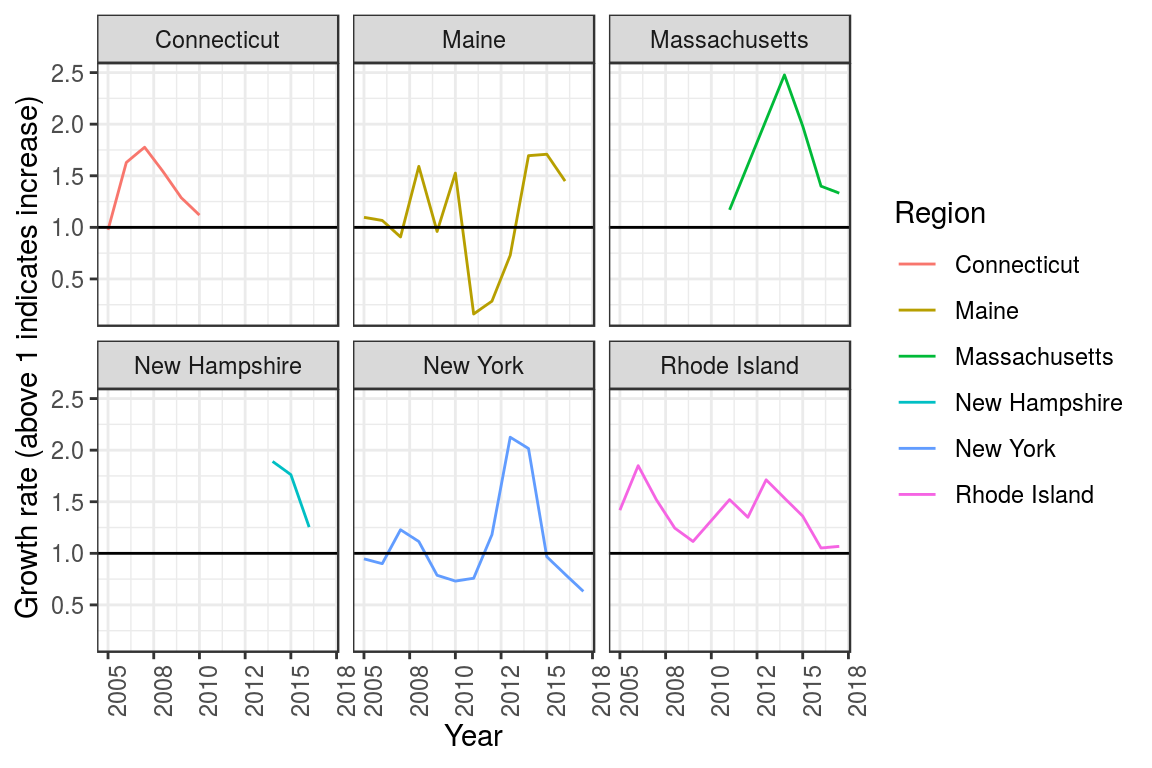 Connecticut Maine Massachusetts
2.5
2.0
1.5
1.0
0.5
New Hampshire New York Rhode Island
2.5
2.0
1.5
1.0
0.5
2005 2008 2010 2012 2015 2018 2005 2008 2010 2012 2015 2018 2005 2008 2010 2012 2015 2018
Year
Growth rate (above 1 indicates increase)
Region
Connecticut
Maine
Massachusetts
New Hampshire
New York
Rhode Island